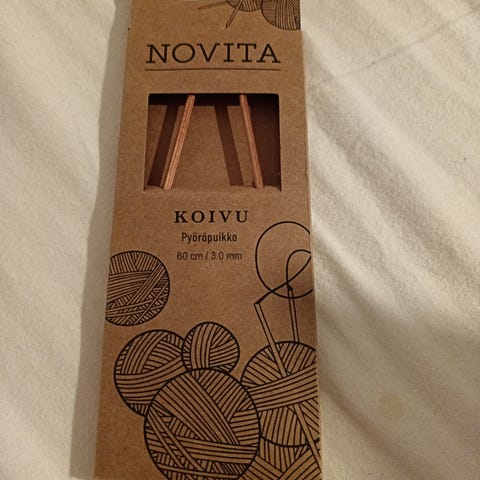 NOVITA
KOIVU
Pyöröpuikko
60 cm / 3.0 mm